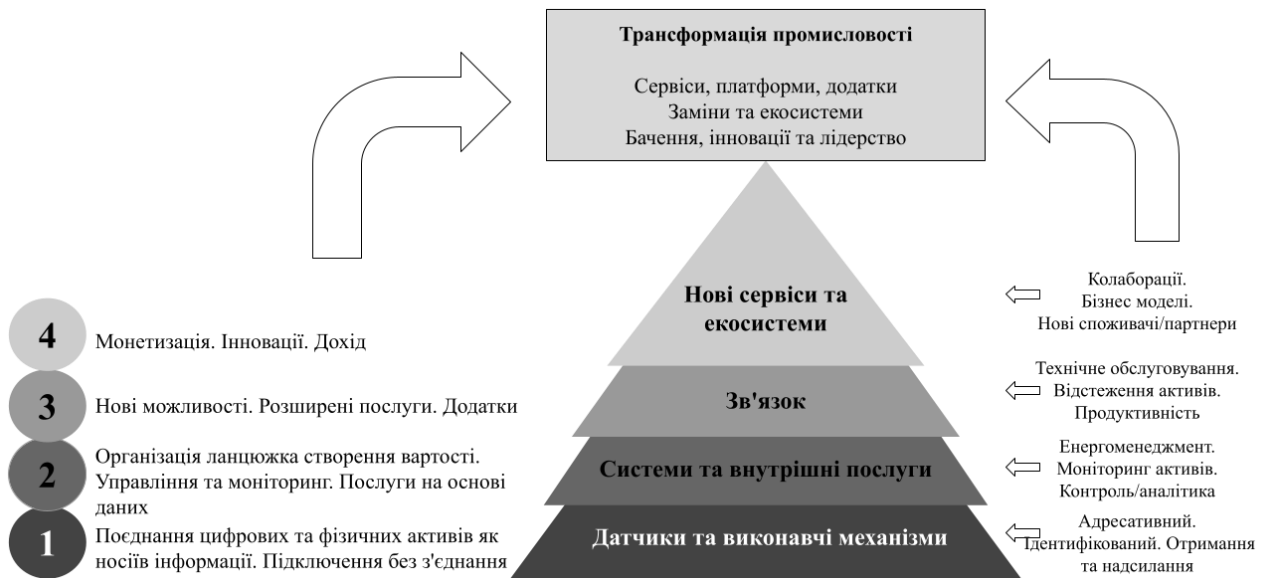 Трансформація промисловості
Сервіси, платформи, додатки
Заміни та екосистеми
Бачення, інновації та лідерство
4
Монетизація. Інновації. Дохід
3
Нові можливості. Розширені послуги. Додатки
2
Організація ланцюжка створення вартості.
Управління та моніторинг. Послуги на основі
даних
1
Поєднання цифрових та фізичних активів як
носіїв інформації. Підключення без з'єднання
Нові сервіси та
екосистеми
Зв'язок
Системи та внутрішні послуги
Датчики та виконавчі механізми
Колаборації.
Бізнес моделі.
Нові споживачі/партнери
Технічне обслуговування.
Відстеження активів.
Продуктивність
Енергоменеджмент.
Моніторинг активів.
Контроль/аналітика
Адресативний.
Ідентифікований. Отримання
та надсилання